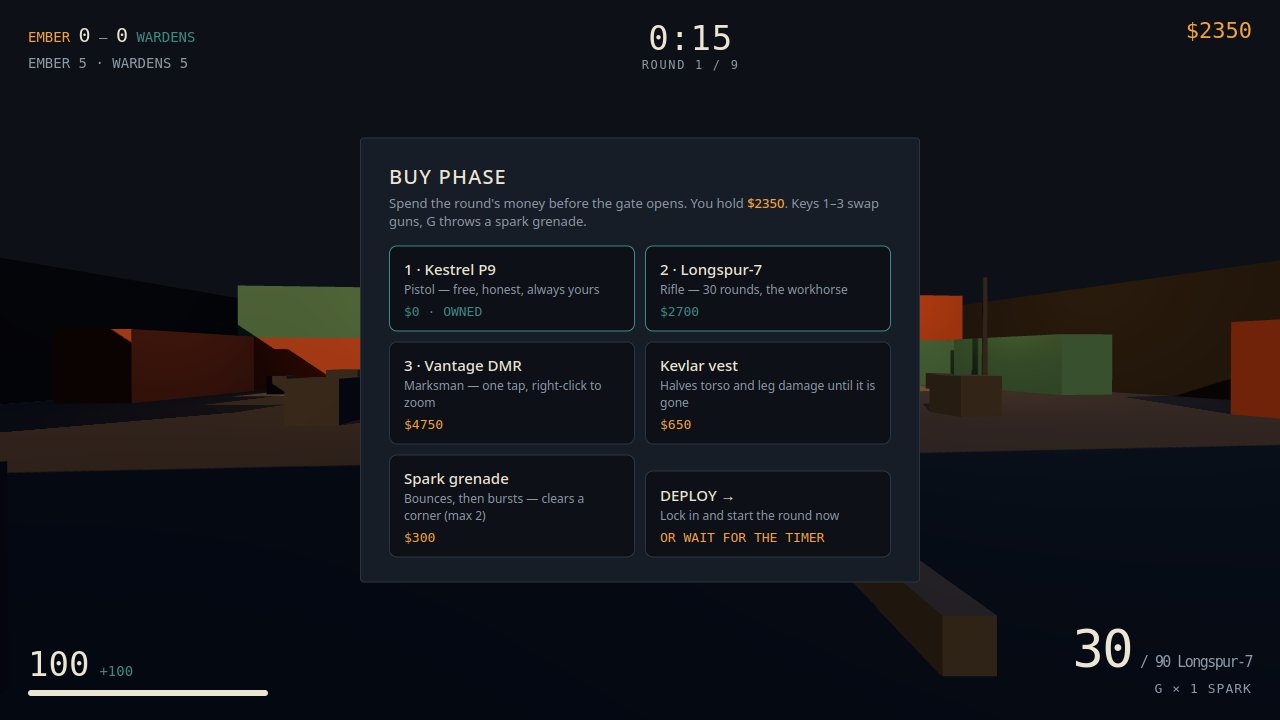 EMBER 0 — 0 WARDENS
EMBER 5 · WARDENS 5
0:15
ROUND 1 / 9
$2350
BUY PHASE
Spend the round's money before the gate opens. You hold $2350. Keys 1–3 swap
guns, G throws a spark grenade.
1 · Kestrel P9
Pistol — free, honest, always yours
$0 · OWNED
2 · Longspur-7
Rifle — 30 rounds, the workhorse
$2700
3 · Vantage DMR
Marksman — one tap, right-click to
zoom
$4750
Kevlar vest
Halves torso and leg damage until it is
gone
$650
Spark grenade
Bounces, then bursts — clears a
corner (max 2)
$300
DEPLOY →
Lock in and start the round now
OR WAIT FOR THE TIMER
100 +100
30 / 90 Longspur-7
G × 1 SPARK